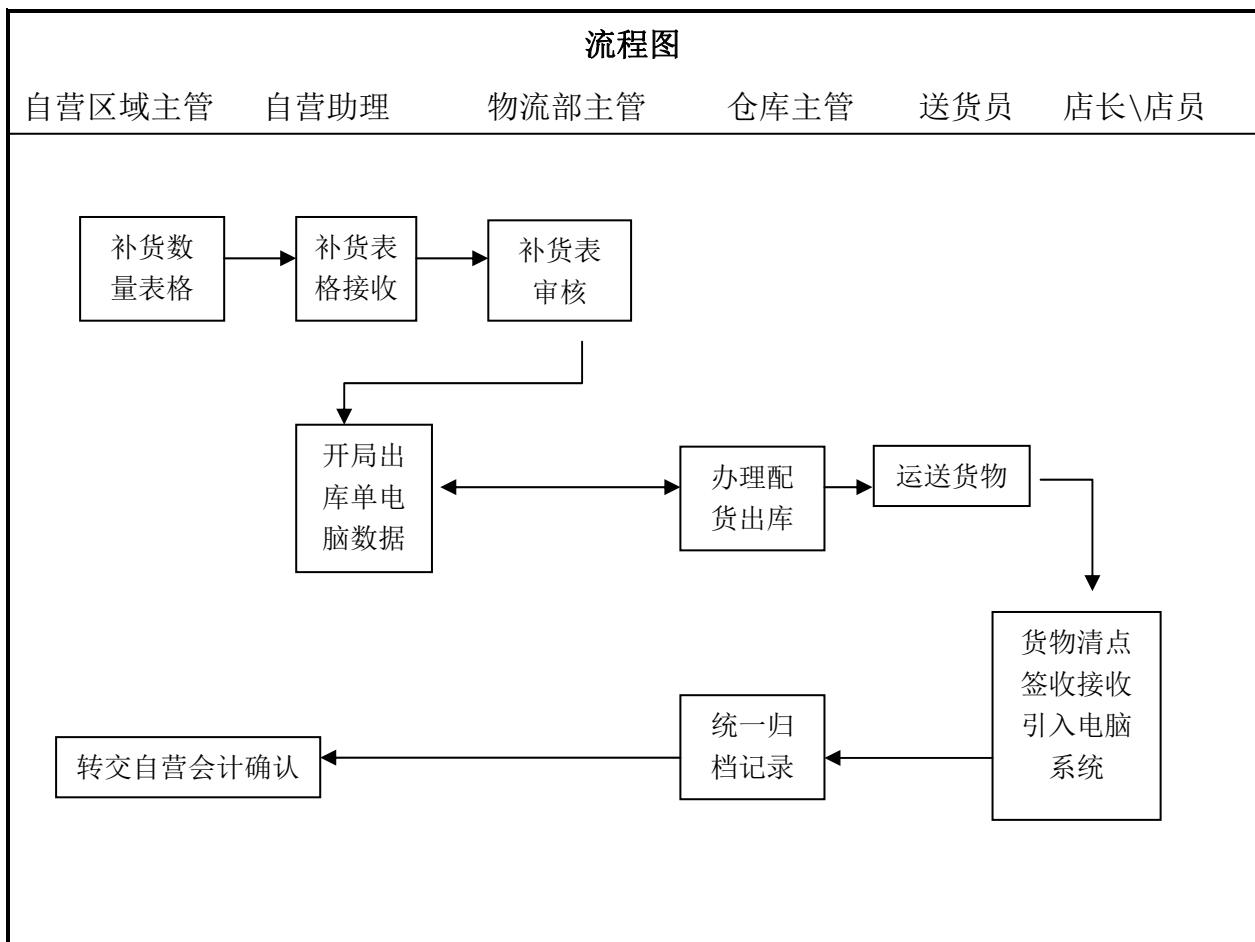 流程图
自营区域主管 自营助理 物流部主管 仓库主管 送货员 店长\店员
补货数
量表格
补货表
格接收
补货表
审核
开局出
库单电
脑数据
办理配
货出库
运送货物
货物清点
签收接收
引入电脑
系统
统一归
档记录
转交自营会计确认